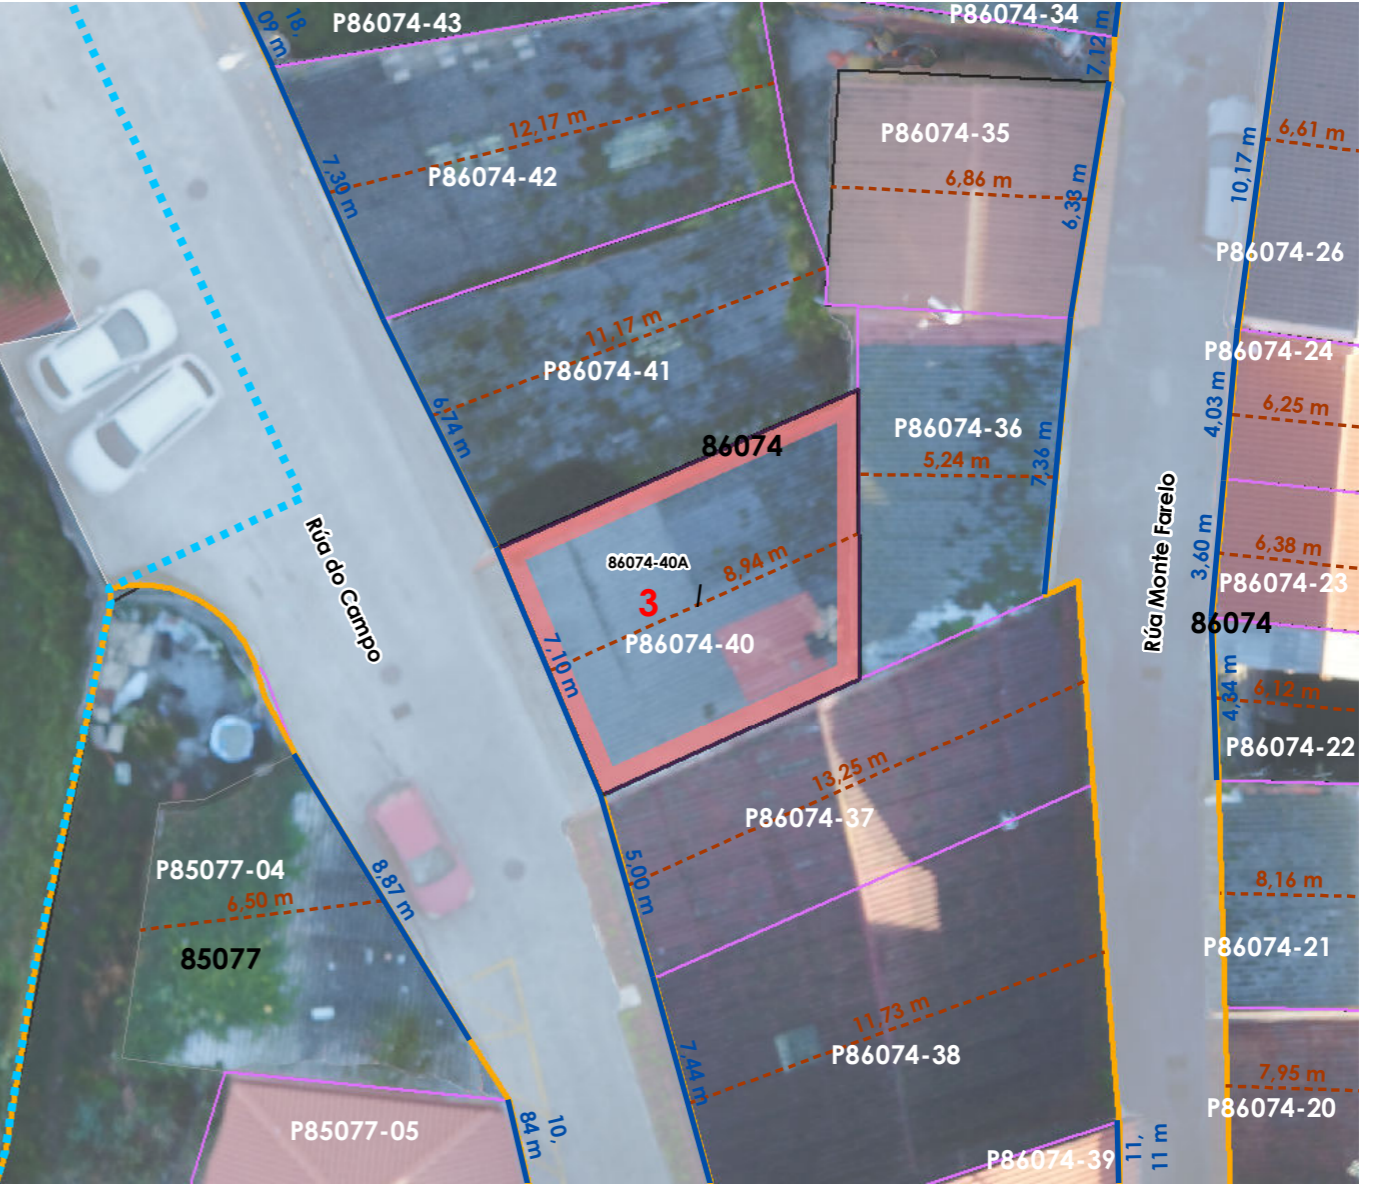 P86074-43
P86074-34
18,
09 m
7,12 m
12,17 m
P86074-42
7,30 m
P86074-35
6,86 m
6,33 m
10,17 m
6,61 m
P86074-26
11,17 m
P86074-41
6,74 m
P86074-24
4,03 m
6,25 m
86074
P86074-36
5,24 m
7,36 m
Rúa do Campo
Rúa Monte Farelo
3,60 m
6,38 m
P86074-23
86074
86074-40A
8,94 m
3
P86074-40
7,10 m
4,34 m
6,12 m
P86074-22
13,25 m
P86074-37
5,00 m
P85077-04
6,50 m
8,87 m
85077
8,16 m
P86074-21
11,73 m
P86074-38
7,44 m
7,95 m
P86074-20
P85077-05
10,
84 m
P86074-39
11,
11 m